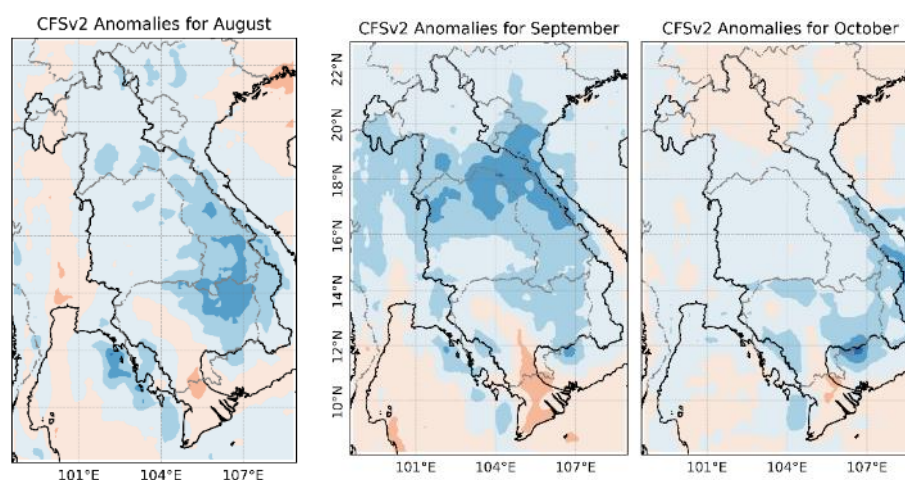 CFSv2 Anomalies for August
CFSv2 Anomalies for September
CFSv2 Anomalies for October
22°N
20°N
18°N
16°N
14°N
12°N
10°N
101°E 104°E 107°E
101°E 104°E 107°E
101°E 104°E 107°E